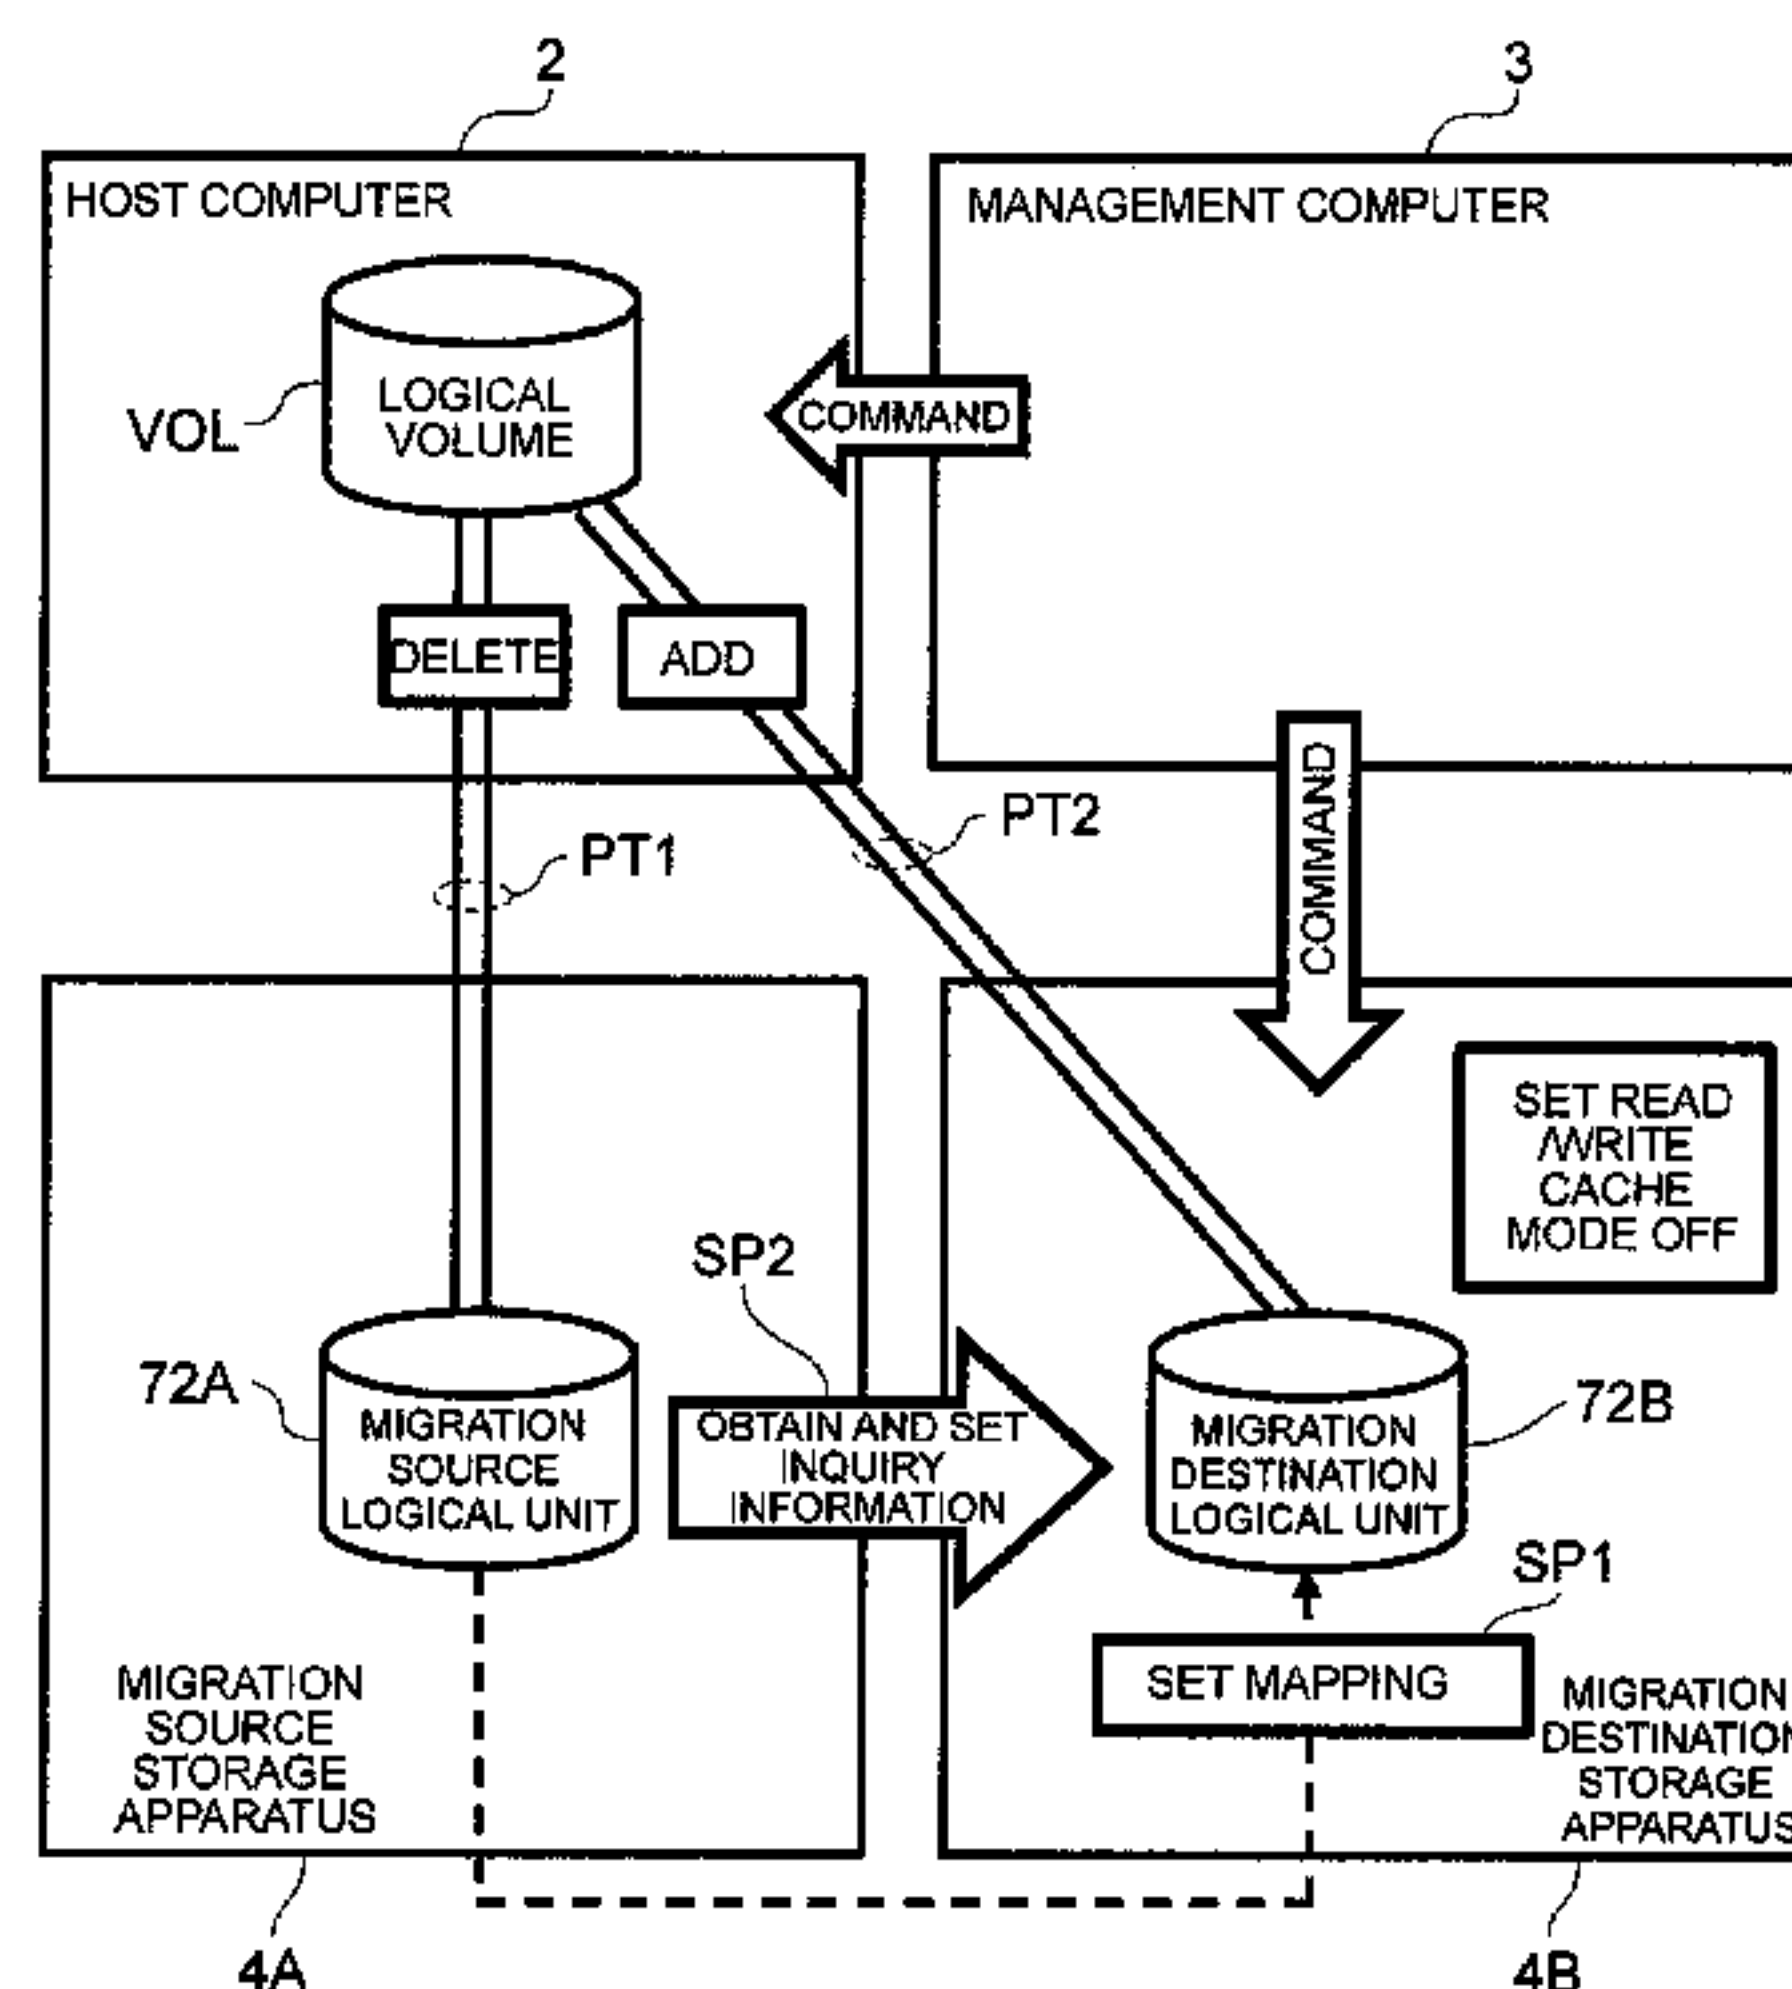 2
3
HOST COMPUTER
MANAGEMENT COMPUTER
LOGICAL
VOLUME
VOL
COMMAND
DELETE
ADD
COMMAND
PT1
PT2
SET READ
/WRITE
CACHE
MODE OFF
SP2
72A
MIGRATION
SOURCE
LOGICAL UNIT
OBTAIN AND SET
INQUIRY
INFORMATION
MIGRATION
DESTINATION
LOGICAL UNIT
72B
SP1
SET MAPPING
MIGRATION
SOURCE
STORAGE
APPARATUS
MIGRATION
DESTINATION
STORAGE
APPARATUS
4A
4B